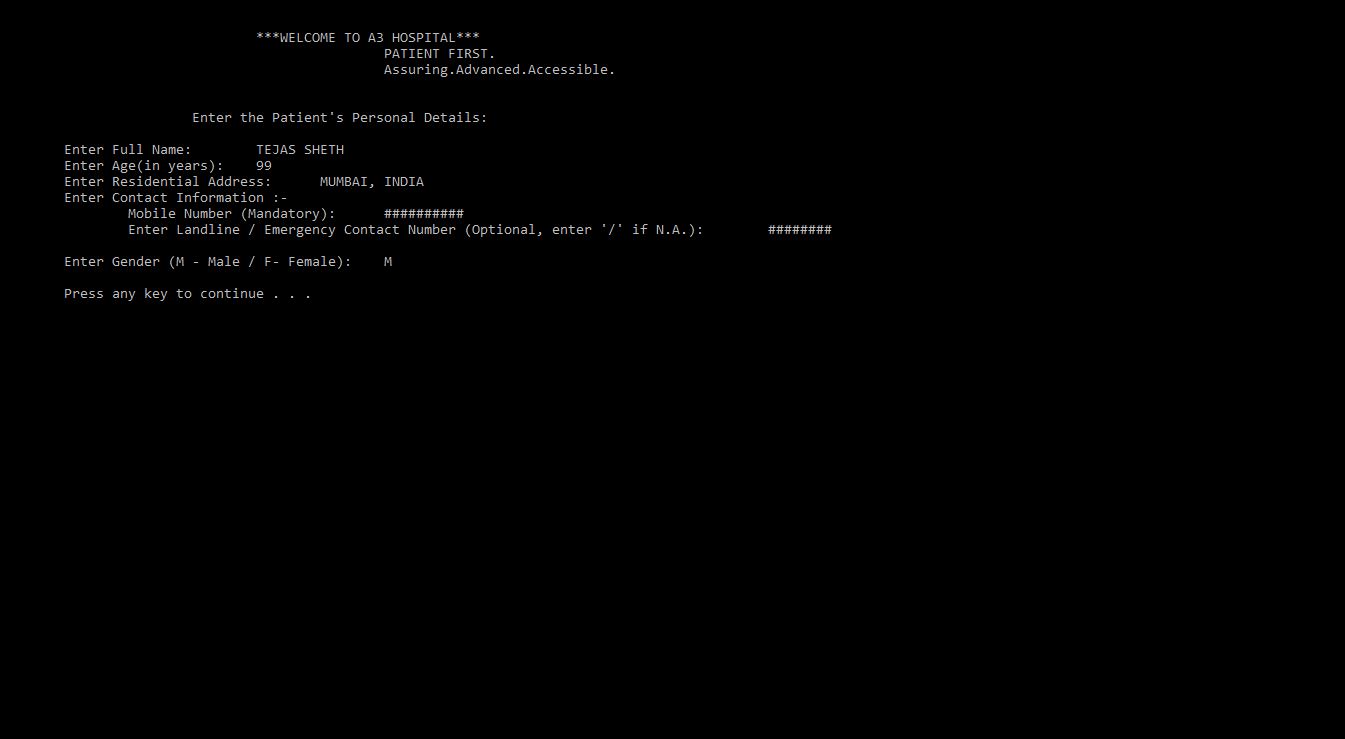 ***WELCOME TO A3 HOSPITAL***
PATIENT FIRST.
Assuring.Advanced.Accessible.
Enter the Patient's Personal Details:
Enter Full Name: TEJAS SHETH
Enter Age(in years): 99
Enter Residential Address: MUMBAI, INDIA
Enter Contact Information :-
Mobile Number (Mandatory): ##########
Enter Landline / Emergency Contact Number (Optional, enter '/' if N.A.): ########
Enter Gender (M - Male / F- Female): M
Press any key to continue . . .